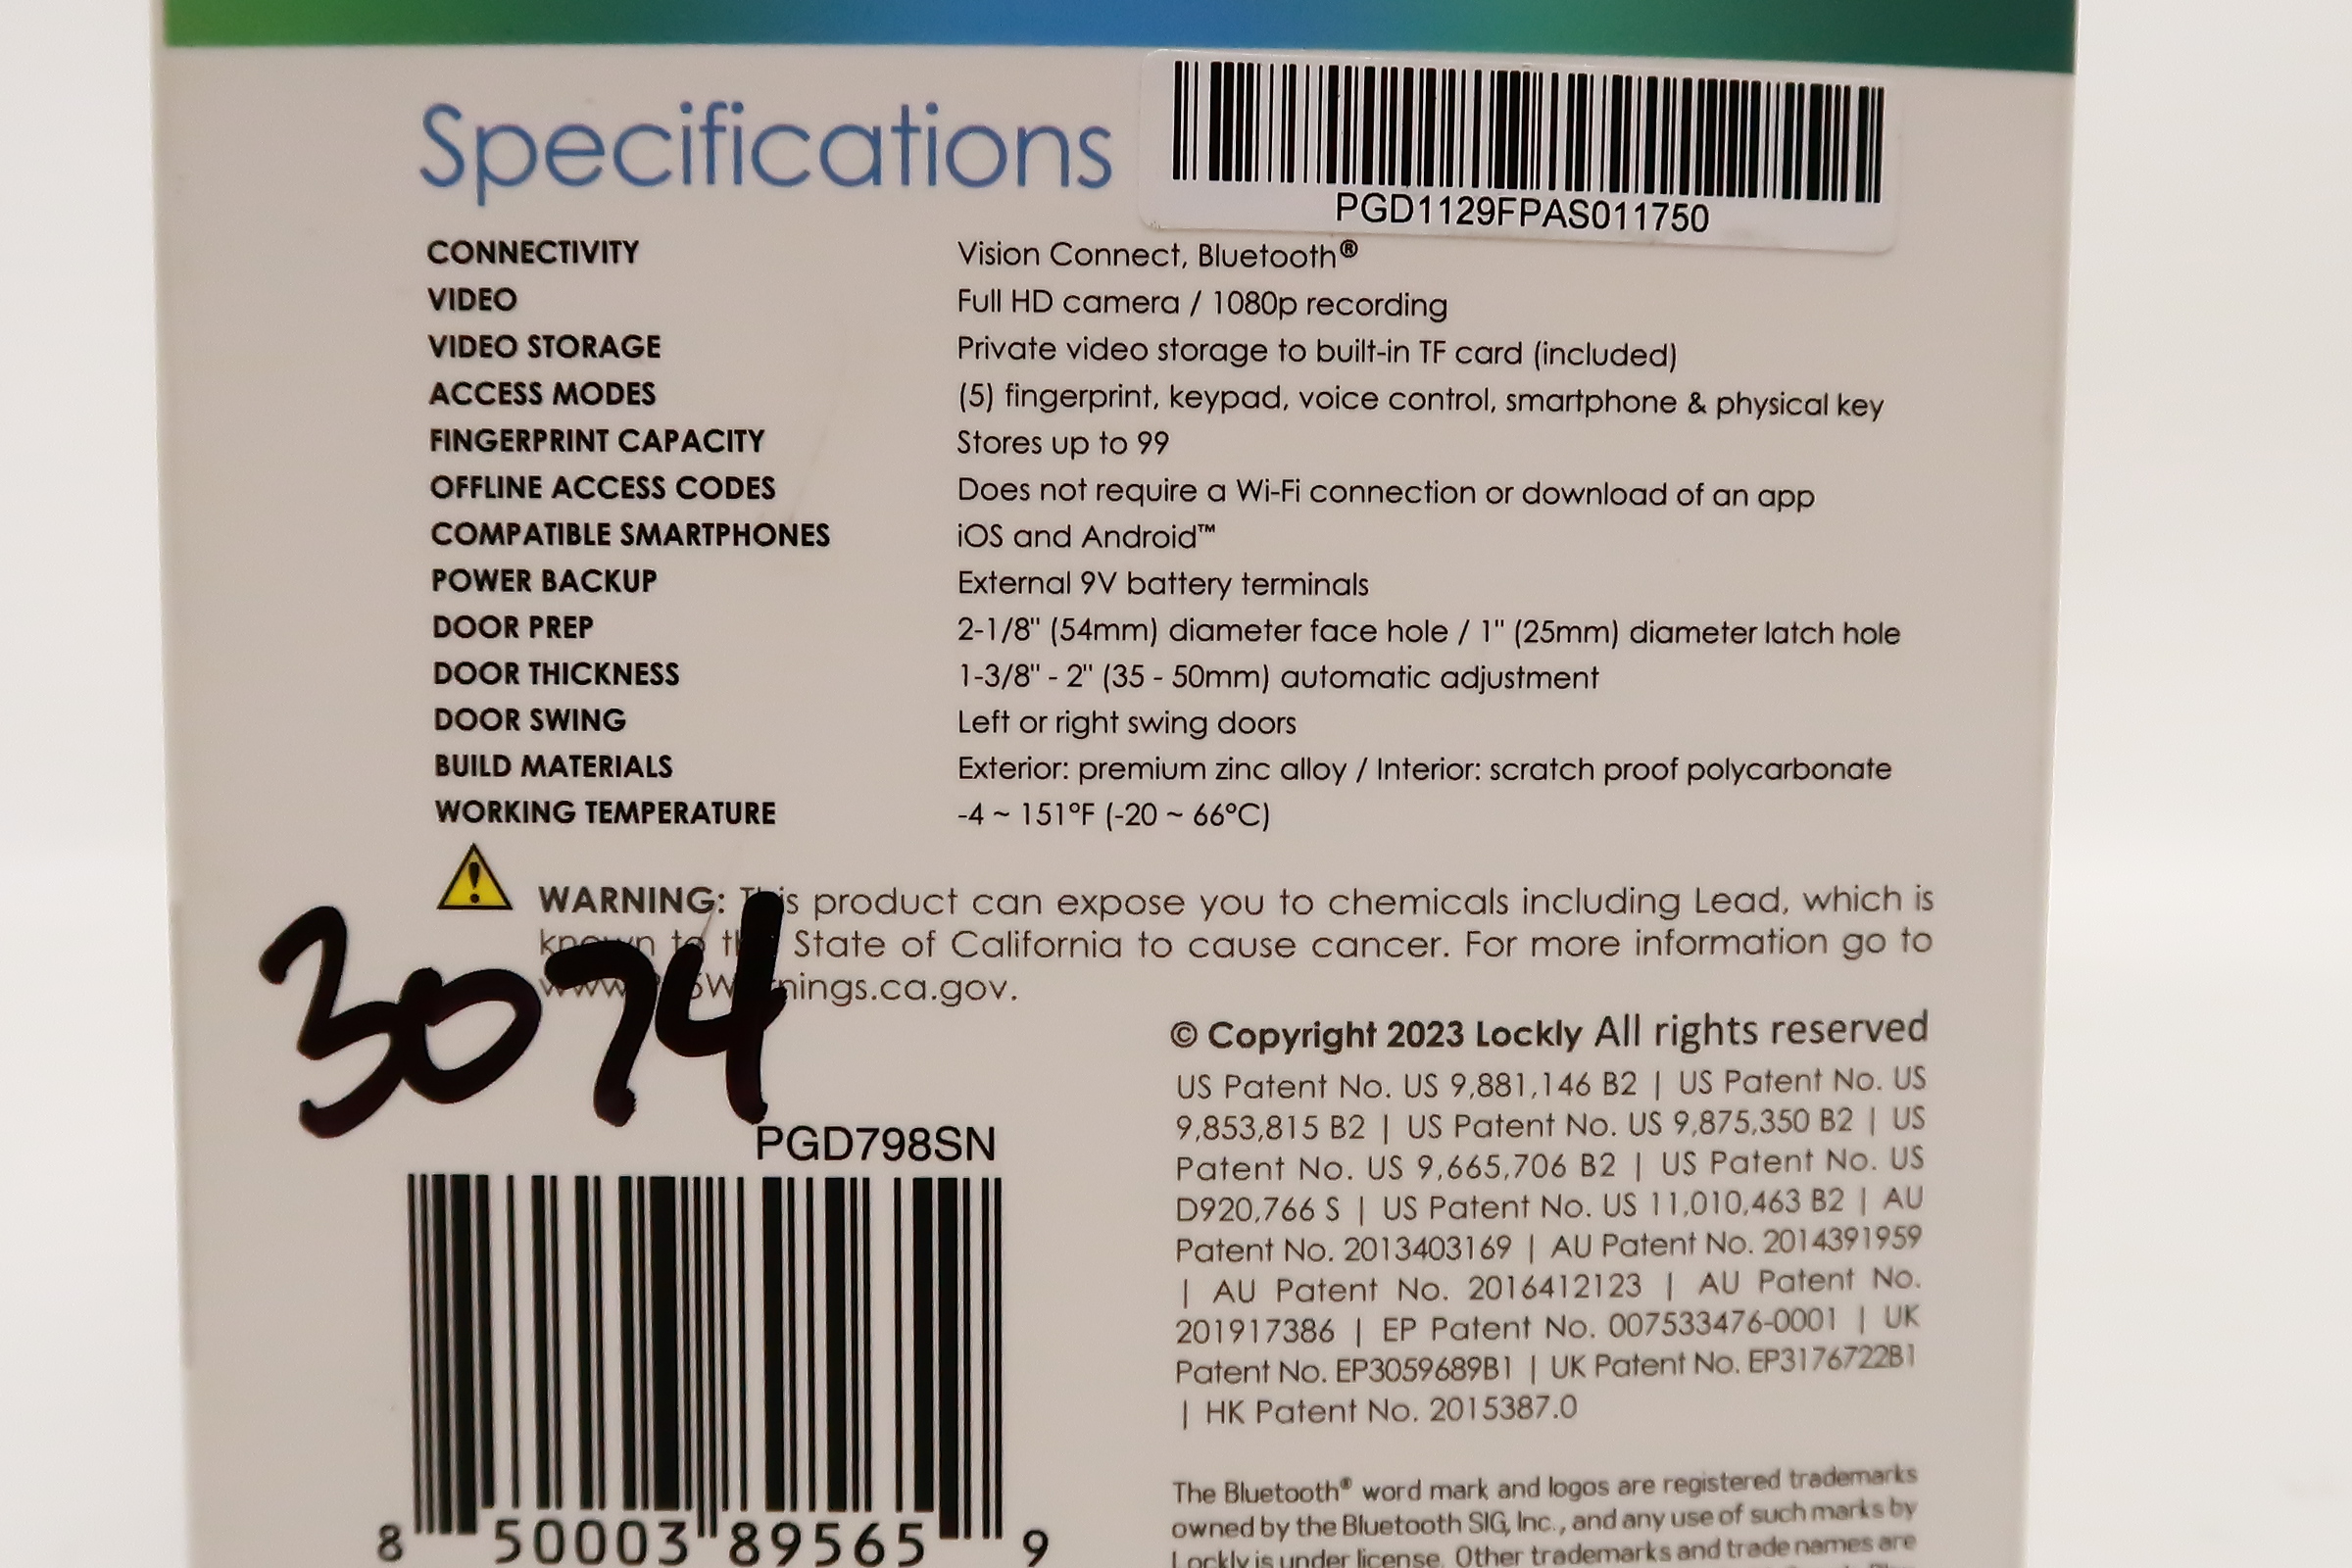 Specifications
PGD1129FPAS011750
CONNECTIVITY Vision Connect, Bluetooth®
VIDEO Full HD camera / 1080p recording
VIDEO STORAGE Private video storage to built-in TF card (included)
ACCESS MODES (5) fingerprint, keypad, voice control, smartphone & physical key
FINGERPRINT CAPACITY Stores up to 99
OFFLINE ACCESS CODES Does not require a Wi-Fi connection or download of an app
COMPATIBLE SMARTPHONES iOS and Android™
POWER BACKUP External 9V battery terminals
DOOR PREP 2-1/8" (54mm) diameter face hole / 1" (25mm) diameter latch hole
DOOR THICKNESS 1-3/8" - 2" (35 - 50mm) automatic adjustment
DOOR SWING Left or right swing doors
BUILD MATERIALS Exterior: premium zinc alloy / Interior: scratch proof polycarbonate
WORKING TEMPERATURE -4 ~ 151°F (-20 ~ 66°C)
WARNING: This product can expose you to chemicals including Lead, which is
known to the State of California to cause cancer. For more information go to
3074
© Copyright 2023 Lockly All rights reserved
US Patent No. US 9,881,146 B2 | US Patent No. US
9,853,815 B2 | US Patent No. US 9,875,350 B2 | US
Patent No. US 9,665,706 B2 | US Patent No. US
D920,766 S | US Patent No. US 11,010,463 B2 | AU
Patent No. 2013403169 | AU Patent No. 2014391959
| AU Patent No. 2016412123 | AU Patent No.
201917386 | EP Patent No. 007533476-0001 | UK
Patent No. EP3059689B1 | UK Patent No. EP3176722B1
| HK Patent No. 2015387.0
The Bluetooth® word mark and logos are registered trademarks
owned by the Bluetooth SIG, Inc., and any use of such marks by
Lockly is under license. Other trademarks and trade names are
PGD798SN
8 50003 89565 9